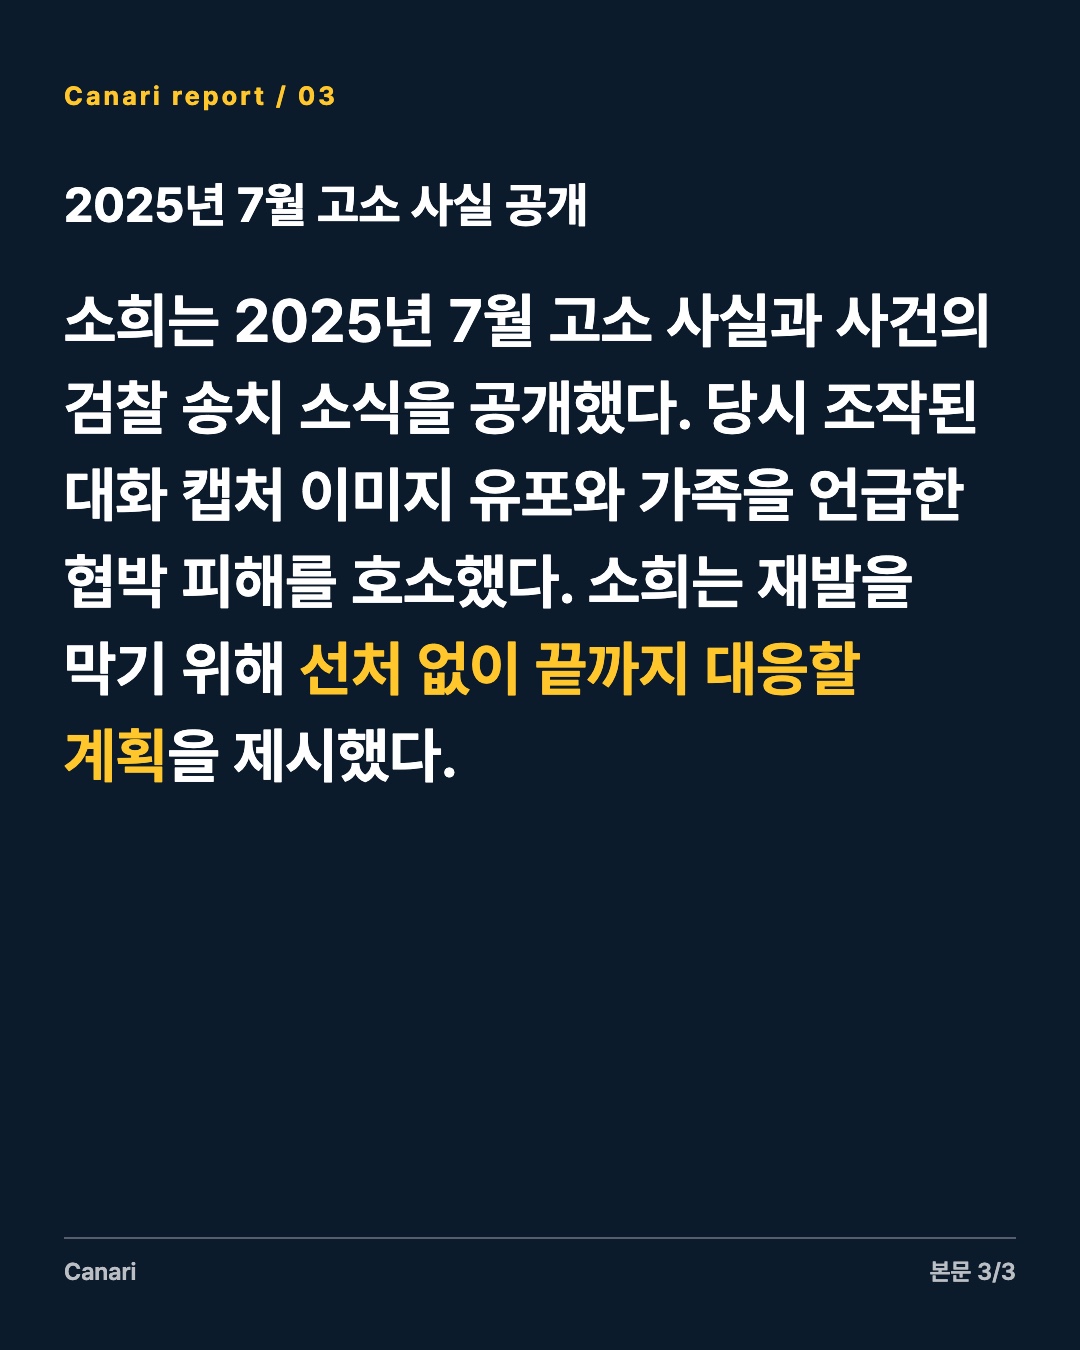 Canari report / 03
2025년 7월 고소 사실 공개
소희는 2025년 7월 고소 사실과 사건의
검찰 송치 소식을 공개했다. 당시 조작된
대화 캡처 이미지 유포와 가족을 언급한
협박 피해를 호소했다. 소희는 재발을
막기 위해 선처 없이 끝까지 대응할
계획을 제시했다.
Canari
본문 3/3